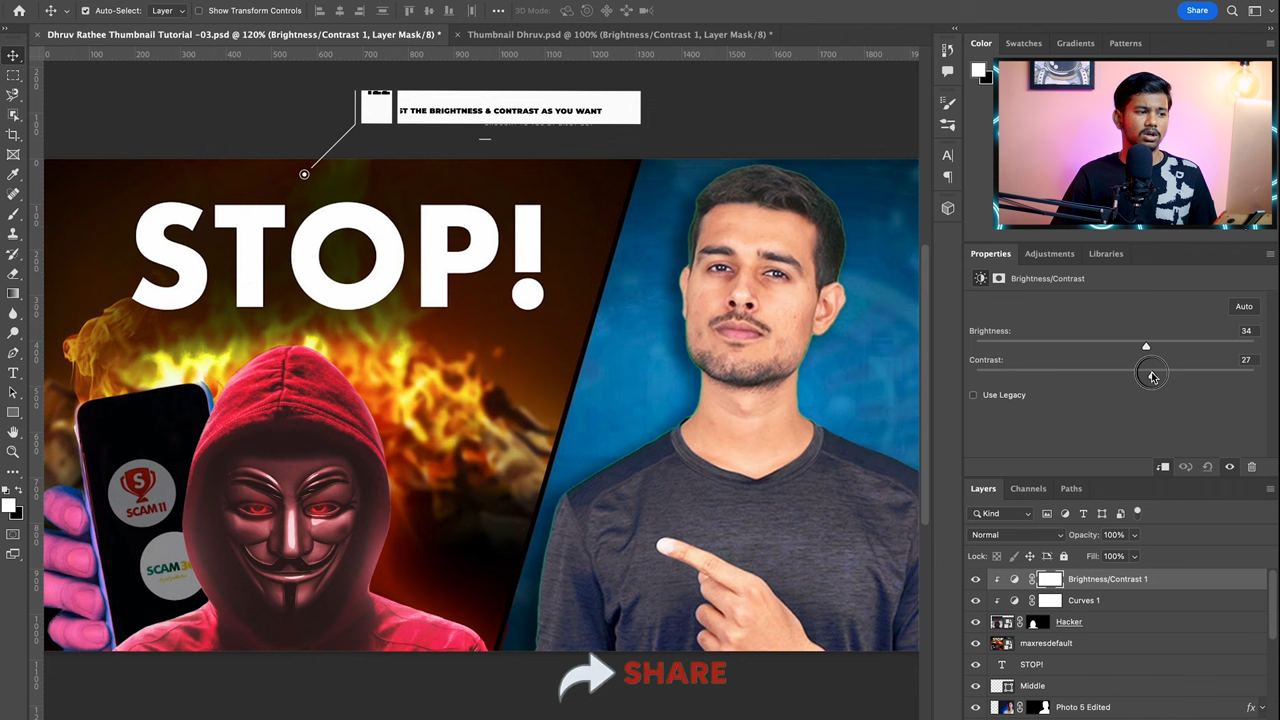 Auto-Select: Layer Show Transform Controls 3D Mode: Share
Dhruv Rathee Thumbnail Tutorial -03.psd @ 120% (Brightness/Contrast 1, Layer Mask/8) *
Thumbnail Dhruv.psd @ 100% (Brightness/Contrast 1, Layer Mask/8) *
Color Swatches Gradients Patterns
ST THE BRIGHTNESS & CONTRAST AS YOU WANT
STOP!
S
SCAM 11
Properties Adjustments Libraries
Brightness/Contrast
Auto
Brightness: 34
Contrast: 27
Use Legacy
Layers Channels Paths
Kind
Normal Opacity: 100%
Lock: Fill: 100%
Brightness/Contrast 1
Curves 1
Hacker
maxresdefault
STOP!
Middle
Photo 5 Edited fx
SHARE